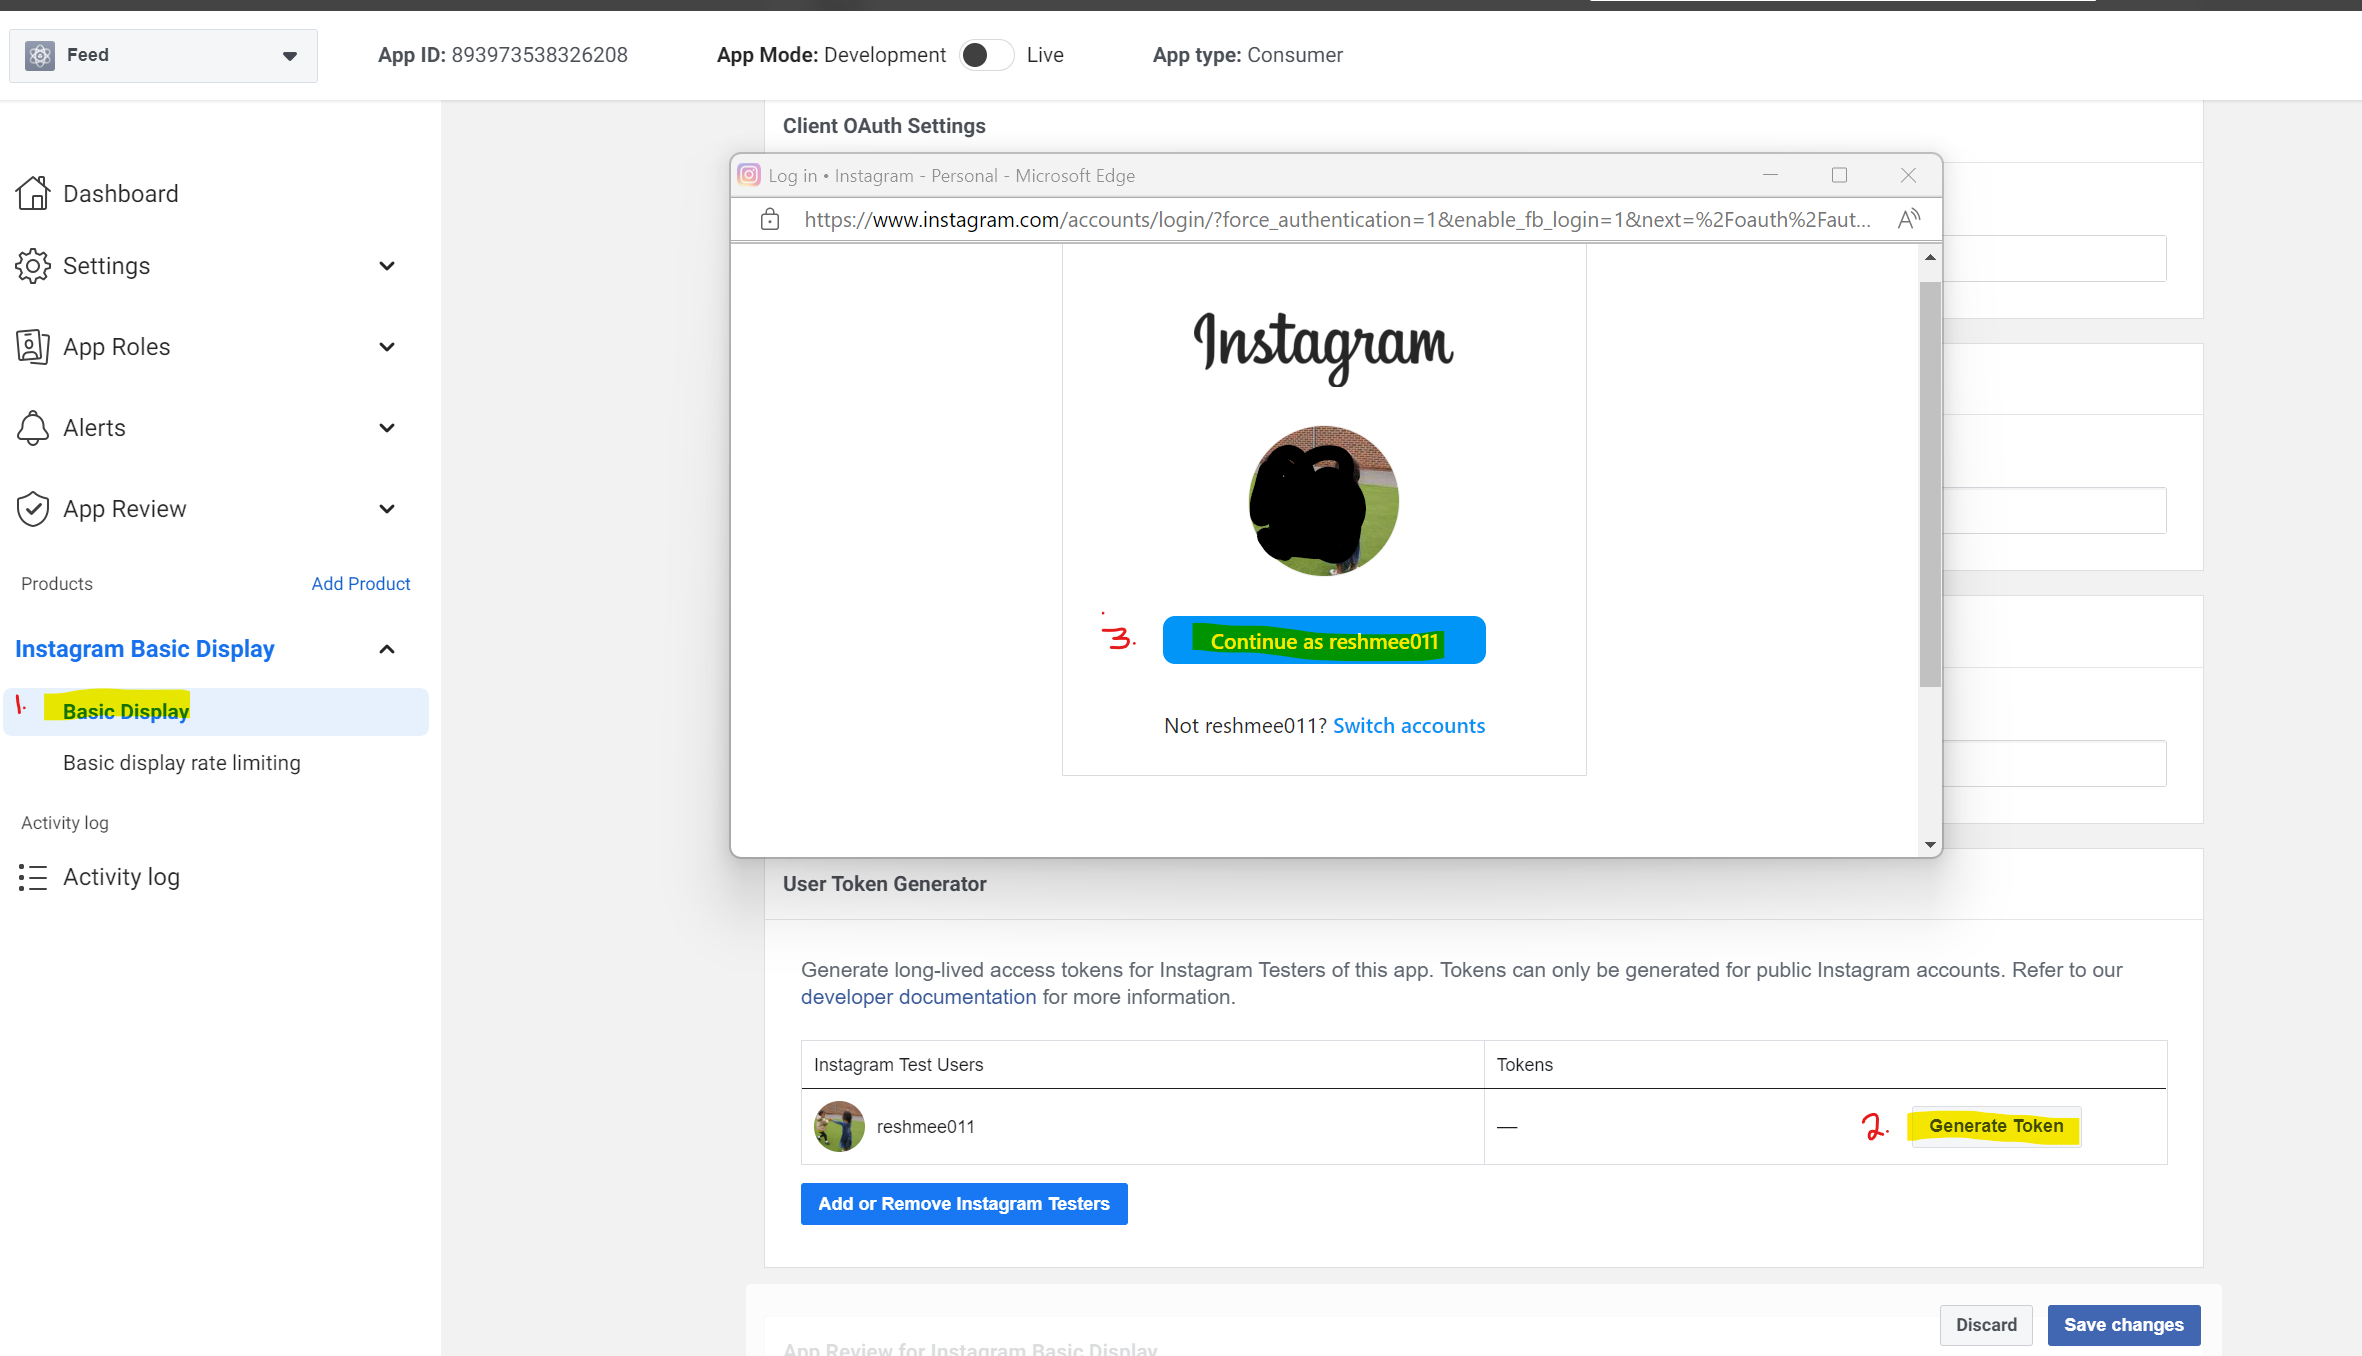 Feed
App ID: 893973538326208
App Mode: Development
Live
App type: Consumer
Dashboard
Settings
App Roles
Alerts
App Review
Products
Add Product
Instagram Basic Display
1.
Basic Display
Basic display rate limiting
Activity log
Activity log
Client OAuth Settings
Log in • Instagram - Personal - Microsoft Edge
https://www.instagram.com/accounts/login/?force_authentication=1&enable_fb_login=1&next=%2Foauth%2Faut...
Instagram
3.
Continue as reshmee011
Not reshmee011? Switch accounts
User Token Generator
Generate long-lived access tokens for Instagram Testers of this app. Tokens can only be generated for public Instagram accounts. Refer to our
developer documentation for more information.
Instagram Test Users
Tokens
reshmee011
—
2.
Generate Token
Add or Remove Instagram Testers
Discard
Save changes
App Review for Instagram Basic Display